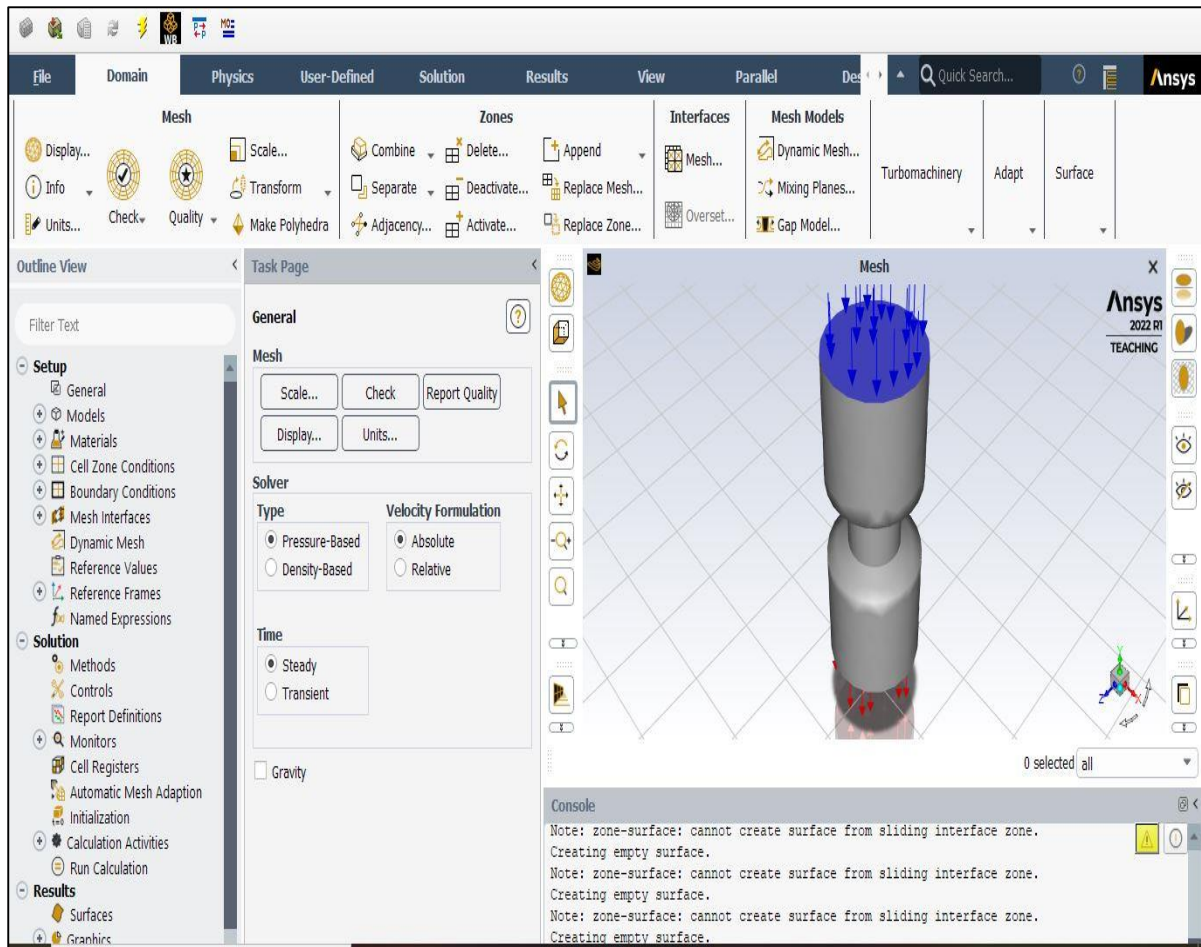 WB
MO=
File Domain Physics User-Defined Solution Results View Parallel Des Quick Search... Ansys
Mesh Zones Interfaces Mesh Models
Display... Scale... Combine Delete... Append Mesh... Dynamic Mesh...
Info Check Quality Transform Separate Deactivate... Replace Mesh... Mixing Planes... Turbomachinery Adapt Surface
Units... Make Polyhedra Adjacency... Activate... Replace Zone... Overset... Gap Model...
Outline View
Filter Text
Setup
General
Models
Materials
Cell Zone Conditions
Boundary Conditions
Mesh Interfaces
Dynamic Mesh
Reference Values
Reference Frames
Named Expressions
Solution
Methods
Controls
Report Definitions
Monitors
Cell Registers
Automatic Mesh Adaption
Initialization
Calculation Activities
Run Calculation
Results
Surfaces
Graphics
Task Page
General
Mesh
Scale... Check Report Quality
Display... Units...
Solver
Type Velocity Formulation
Pressure-Based Absolute
Density-Based Relative
Time
Steady
Transient
Gravity
Mesh X
Ansys
2022 R1
TEACHING
Y
Z X
0 selected all
Console
Note: zone-surface: cannot create surface from sliding interface zone.
Creating empty surface.
Note: zone-surface: cannot create surface from sliding interface zone.
Creating empty surface.
Note: zone-surface: cannot create surface from sliding interface zone.
Creating empty surface.